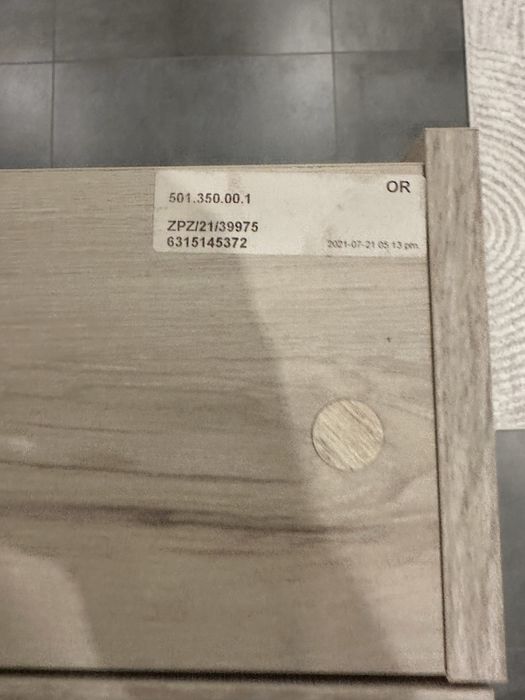 501.350.00.1
OR
ZPZ/21/39975
6315145372
2021-07-21 05:13 pm